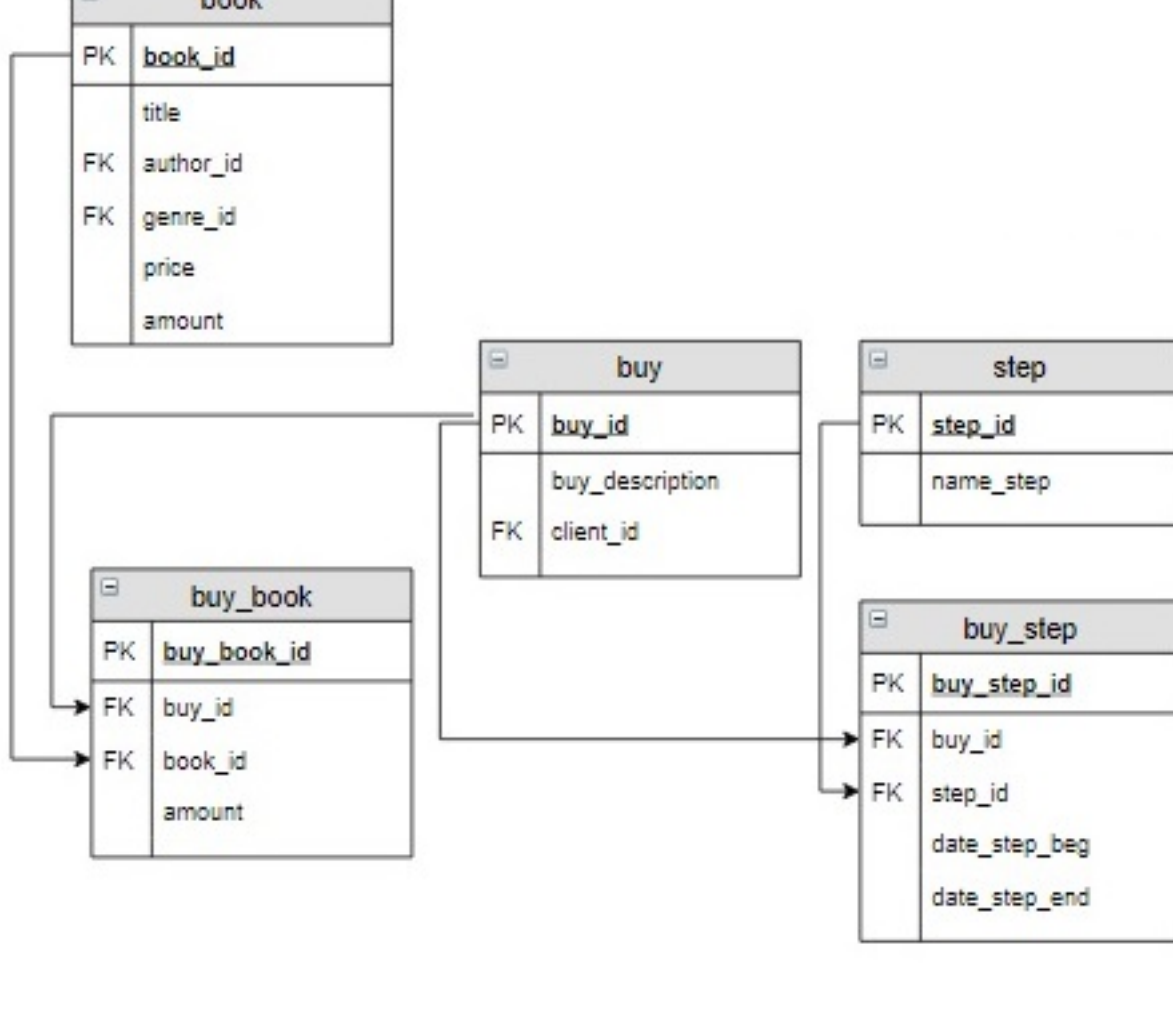 book
PK book_id
title
FK author_id
FK genre_id
price
amount
buy
PK buy_id
buy_description
FK client_id
step
PK step_id
name_step
buy_book
PK buy_book_id
FK buy_id
FK book_id
amount
buy_step
PK buy_step_id
FK buy_id
FK step_id
date_step_beg
date_step_end